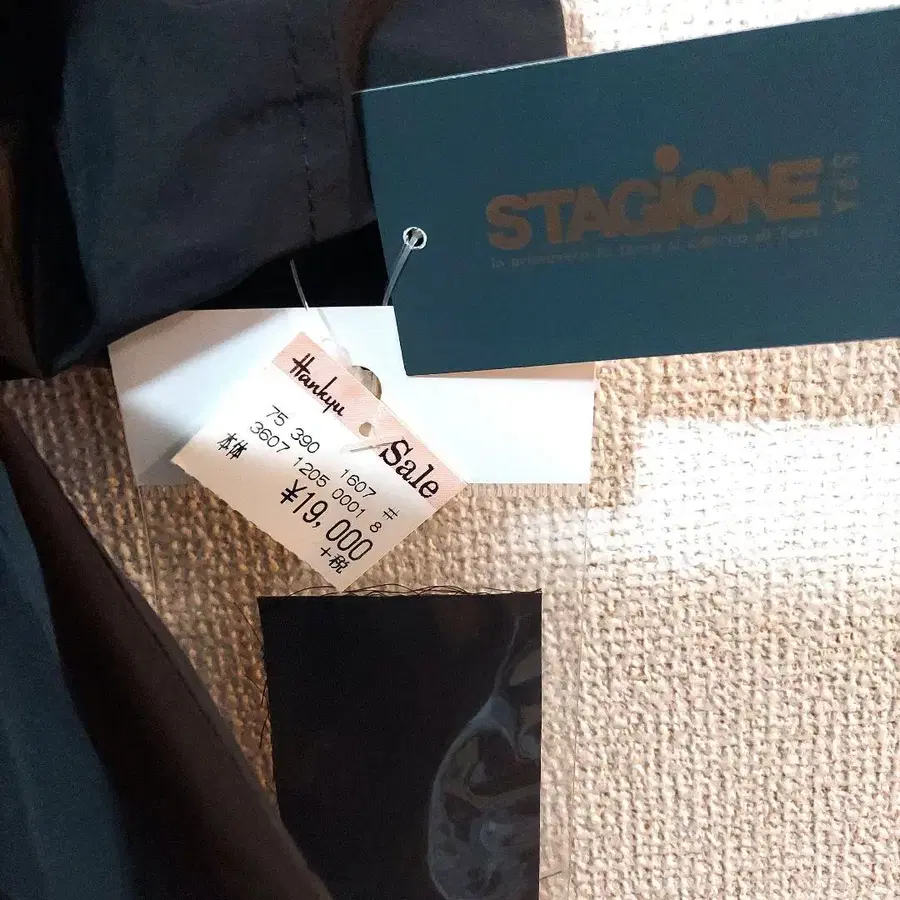 STAGiONE
Hankyu
Sale
75 390 1607 #
3607 1205 0001 8
本体
¥19,000
+税